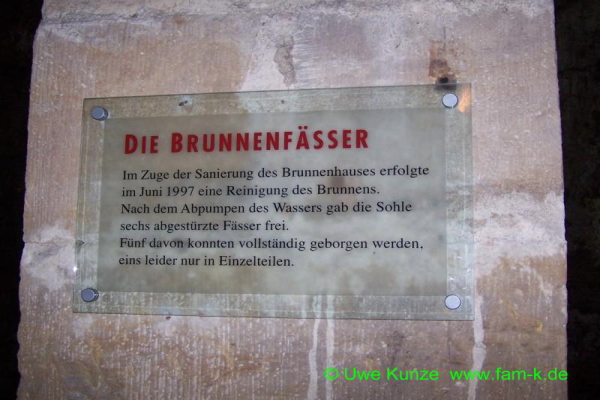 DIE BRUNNENFÄSSER
Im Zuge der Sanierung des Brunnenhauses erfolgte
im Juni 1997 eine Reinigung des Brunnens.
Nach dem Abpumpen des Wassers gab die Sohle
sechs abgestürzte Fässer frei.
Fünf davon konnten vollständig geborgen werden,
eins leider nur in Einzelteilen.
© Uwe Kunze www.fam-k.de